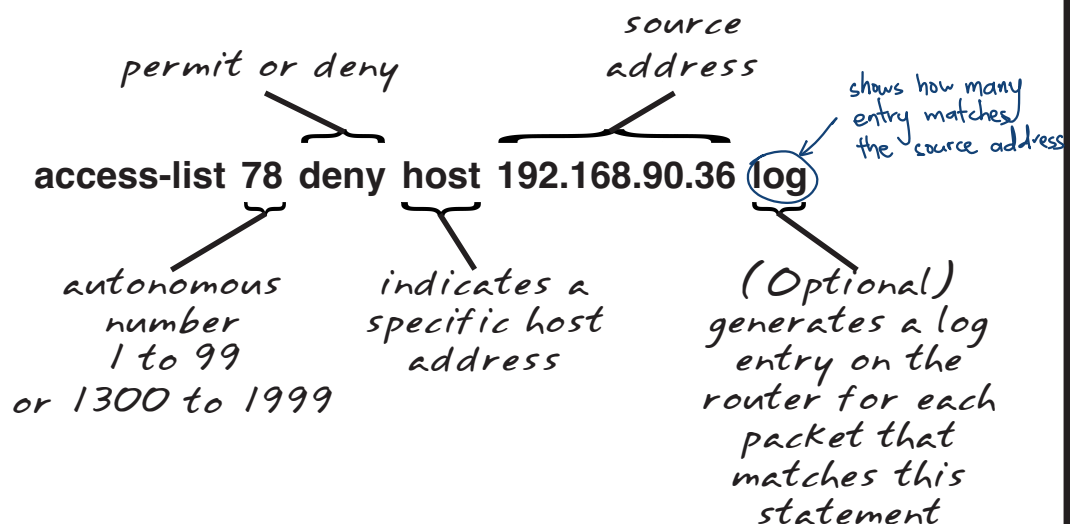 source
address
permit or deny
shows how many
entry matches
the source address
access-list 78 deny host 192.168.90.36 log
autonomous
number
1 to 99
or 1300 to 1999
indicates a
specific host
address
(Optional)
generates a log
entry on the
router for each
packet that
matches this
statement